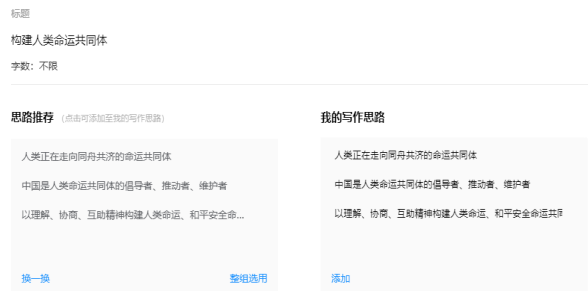 标题
构建人类命运共同体
字数：不限
思路推荐 （点击可添加至我的写作思路）
我的写作思路
人类正在走向同舟共济的命运共同体
中国是人类命运共同体的倡导者、推动者、维护者
以理解、协商、互助精神构建人类命运、和平安全命...
换一换
整组选用
人类正在走向同舟共济的命运共同体
中国是人类命运共同体的倡导者、推动者、维护者
以理解、协商、互助精神构建人类命运、和平安全命运共同
添加